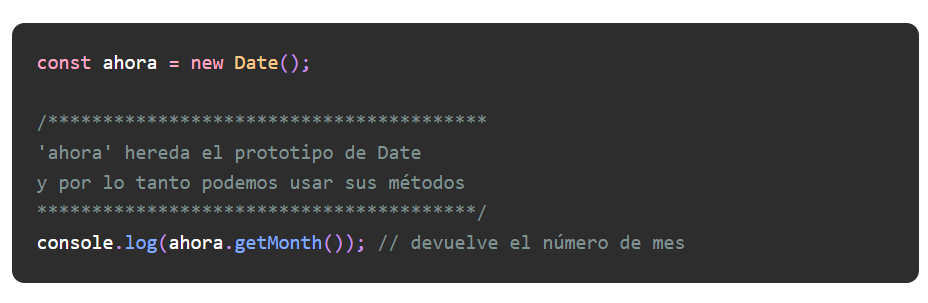 const ahora = new Date();
/****************************************
'ahora' hereda el prototipo de Date
y por lo tanto podemos usar sus métodos
****************************************/
console.log(ahora.getMonth()); // devuelve el número de mes